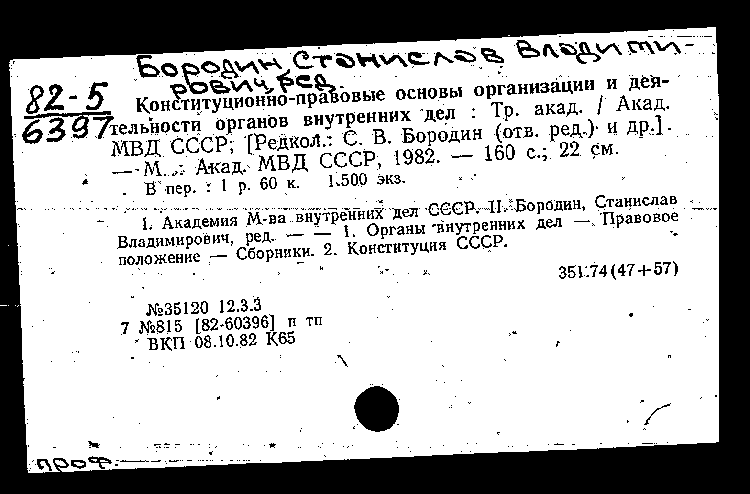 Бородин Станислав Владими-
рович, ред.
82-5
6397
Конституционно-правовые основы организации и дея-
тельности органов внутренних дел : Тр. акад. / Акад.
МВД СССР; [Редкол.: С. В. Бородин (отв. ред.) и др.].
— М. : Акад. МВД СССР, 1982. — 160 с.; 22 см.
В пер. : 1 р. 60 к. 1.500 экз.
I. Академия М-ва внутренних дел СССР. II. Бородин, Станислав
Владимирович, ред. — — 1. Органы внутренних дел — Правовое
положение — Сборники. 2. Конституция СССР.
351.74(47+57)
№35120 12.3.3
7 №815 [82-60396] п тп
ВКП 08.10.82 К65
проф.